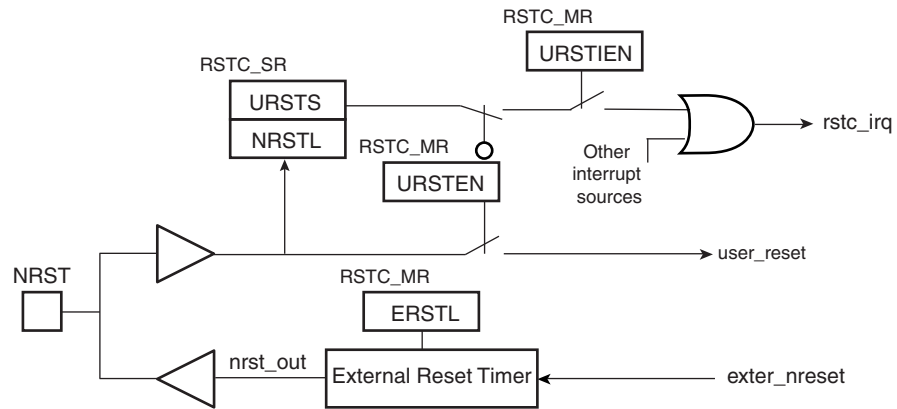 RSTC_MR
URSTIEN
RSTC_SR
URSTS
NRSTL
rstc_irq
RSTC_MR
URSTEN
Other
interrupt
sources
user_reset
NRST
RSTC_MR
ERSTL
nrst_out
External Reset Timer
exter_nreset